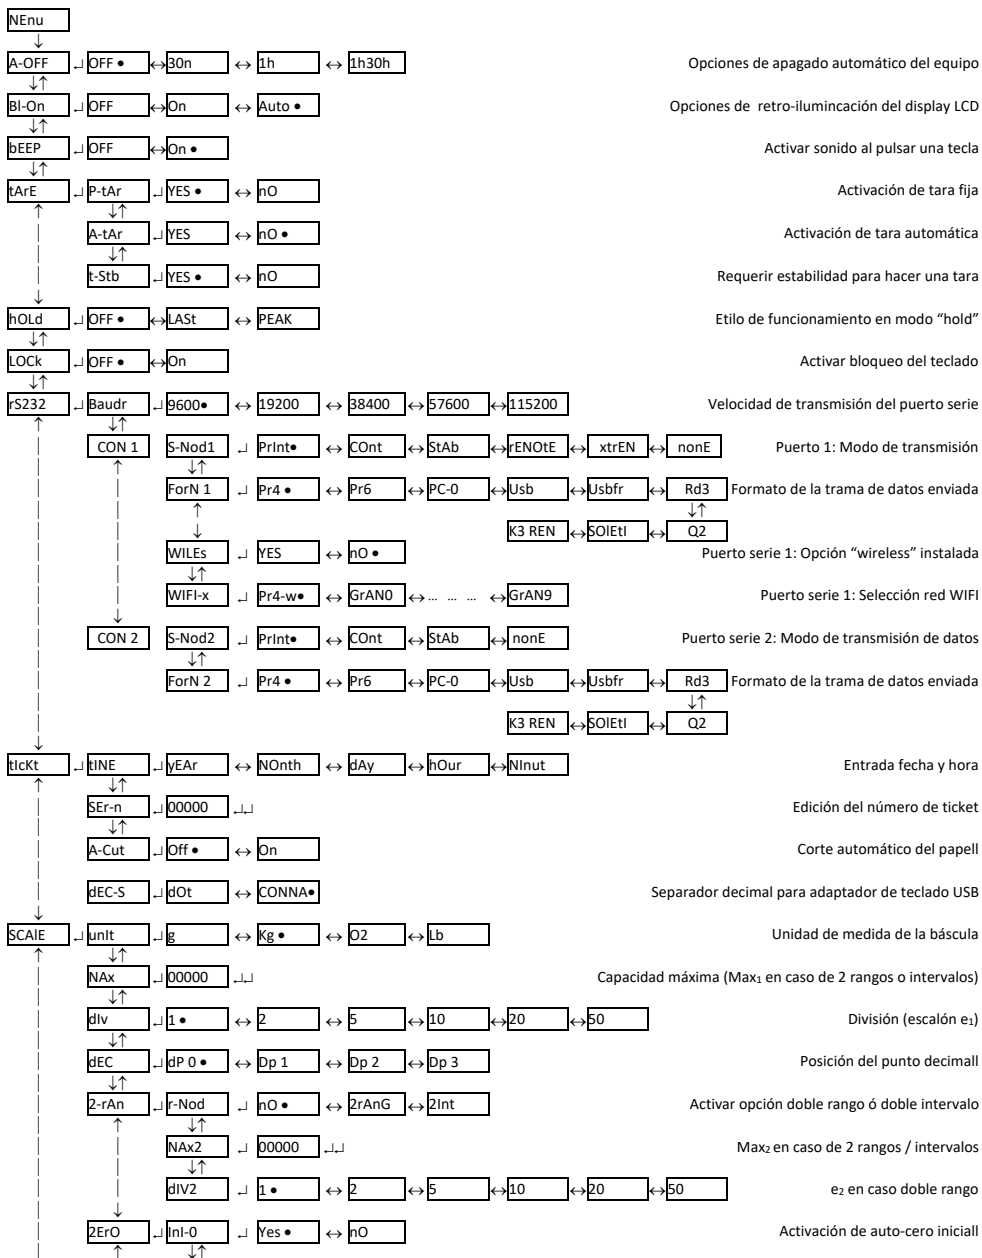 NEnu
↓
A-OFF ↵ OFF • ↔ 30n ↔ 1h ↔ 1h30h Opciones de apagado automático del equipo
↓↑
Bl-On ↵ OFF ↔ On ↔ Auto • Opciones de retro-ilumincación del display LCD
↓↑
bEEP ↵ OFF ↔ On • Activar sonido al pulsar una tecla
↓↑
tArE ↵ P-tAr ↵ YES • ↔ nO Activación de tara fija
↑ ↓↑
A-tAr ↵ YES ↔ nO • Activación de tara automática
↓↑
t-Stb ↵ YES • ↔ nO Requerir estabilidad para hacer una tara
↓
hOLd ↵ OFF • ↔ LASt ↔ PEAK Etilo de funcionamiento en modo “hold”
↓↑
LOCk ↵ OFF • ↔ On Activar bloqueo del teclado
↓↑
rS232 ↵ Baudr ↵ 9600• ↔ 19200 ↔ 38400 ↔ 57600 ↔ 115200 Velocidad de transmisión del puerto serie
↑ ↓↑
CON 1 S-Nod1 ↵ PrInt• ↔ COnt ↔ StAb ↔ rENOtE ↔ xtrEN ↔ nonE Puerto 1: Modo de transmisión
↑ ↓↑
ForN 1 ↵ Pr4 • ↔ Pr6 ↔ PC-0 ↔ Usb ↔ Usbfr ↔ Rd3 Formato de la trama de datos enviada
↑ ↓↑
↓ K3 REN ↔ SOlEtI ↔ Q2
WILEs ↵ YES ↔ nO • Puerto serie 1: Opción “wireless” instalada
↓↑
WIFI-x ↵ Pr4-w• ↔ GrAN0 ↔ ... ... ... ↔ GrAN9 Puerto serie 1: Selección red WIFI
↓
CON 2 S-Nod2 ↵ PrInt• ↔ COnt ↔ StAb ↔ nonE Puerto serie 2: Modo de transmisión de datos
↓↑
ForN 2 ↵ Pr4 • ↔ Pr6 ↔ PC-0 ↔ Usb ↔ Usbfr ↔ Rd3 Formato de la trama de datos enviada
↓↑
K3 REN ↔ SOlEtI ↔ Q2
↓
tIcKt ↵ tINE ↵ yEAr ↔ NOnth ↔ dAy ↔ hOur ↔ NInut Entrada fecha y hora
↑ ↓↑
SEr-n ↵ 00000 ↵↵ Edición del número de ticket
↓↑
A-Cut ↵ Off • ↔ On Corte automático del papell
dEC-S ↵ dOt ↔ CONNA• Separador decimal para adaptador de teclado USB
↓
SCAlE ↵ unIt ↵ g ↔ Kg • ↔ O2 ↔ Lb Unidad de medida de la báscula
↑ ↓↑
NAx ↵ 00000 ↵↵ Capacidad máxima (Max₁ en caso de 2 rangos o intervalos)
↓↑
dIv ↵ 1 • ↔ 2 ↔ 5 ↔ 10 ↔ 20 ↔ 50 División (escalón e₁)
↓↑
dEC ↵ dP 0 • ↔ Dp 1 ↔ Dp 2 ↔ Dp 3 Posición del punto decimall
↓↑
2-rAn ↵ r-Nod ↵ nO • ↔ 2rAnG ↔ 2Int Activar opción doble rango ó doble intervalo
↑ ↓↑
NAx2 ↵ 00000 ↵↵ Max₂ en caso de 2 rangos / intervalos
↓↑
dIV2 ↵ 1 • ↔ 2 ↔ 5 ↔ 10 ↔ 20 ↔ 50 e₂ en caso doble rango
↓
2ErO ↵ InI-0 ↵ Yes • ↔ nO Activación de auto-cero iniciall
↑ ↓↑